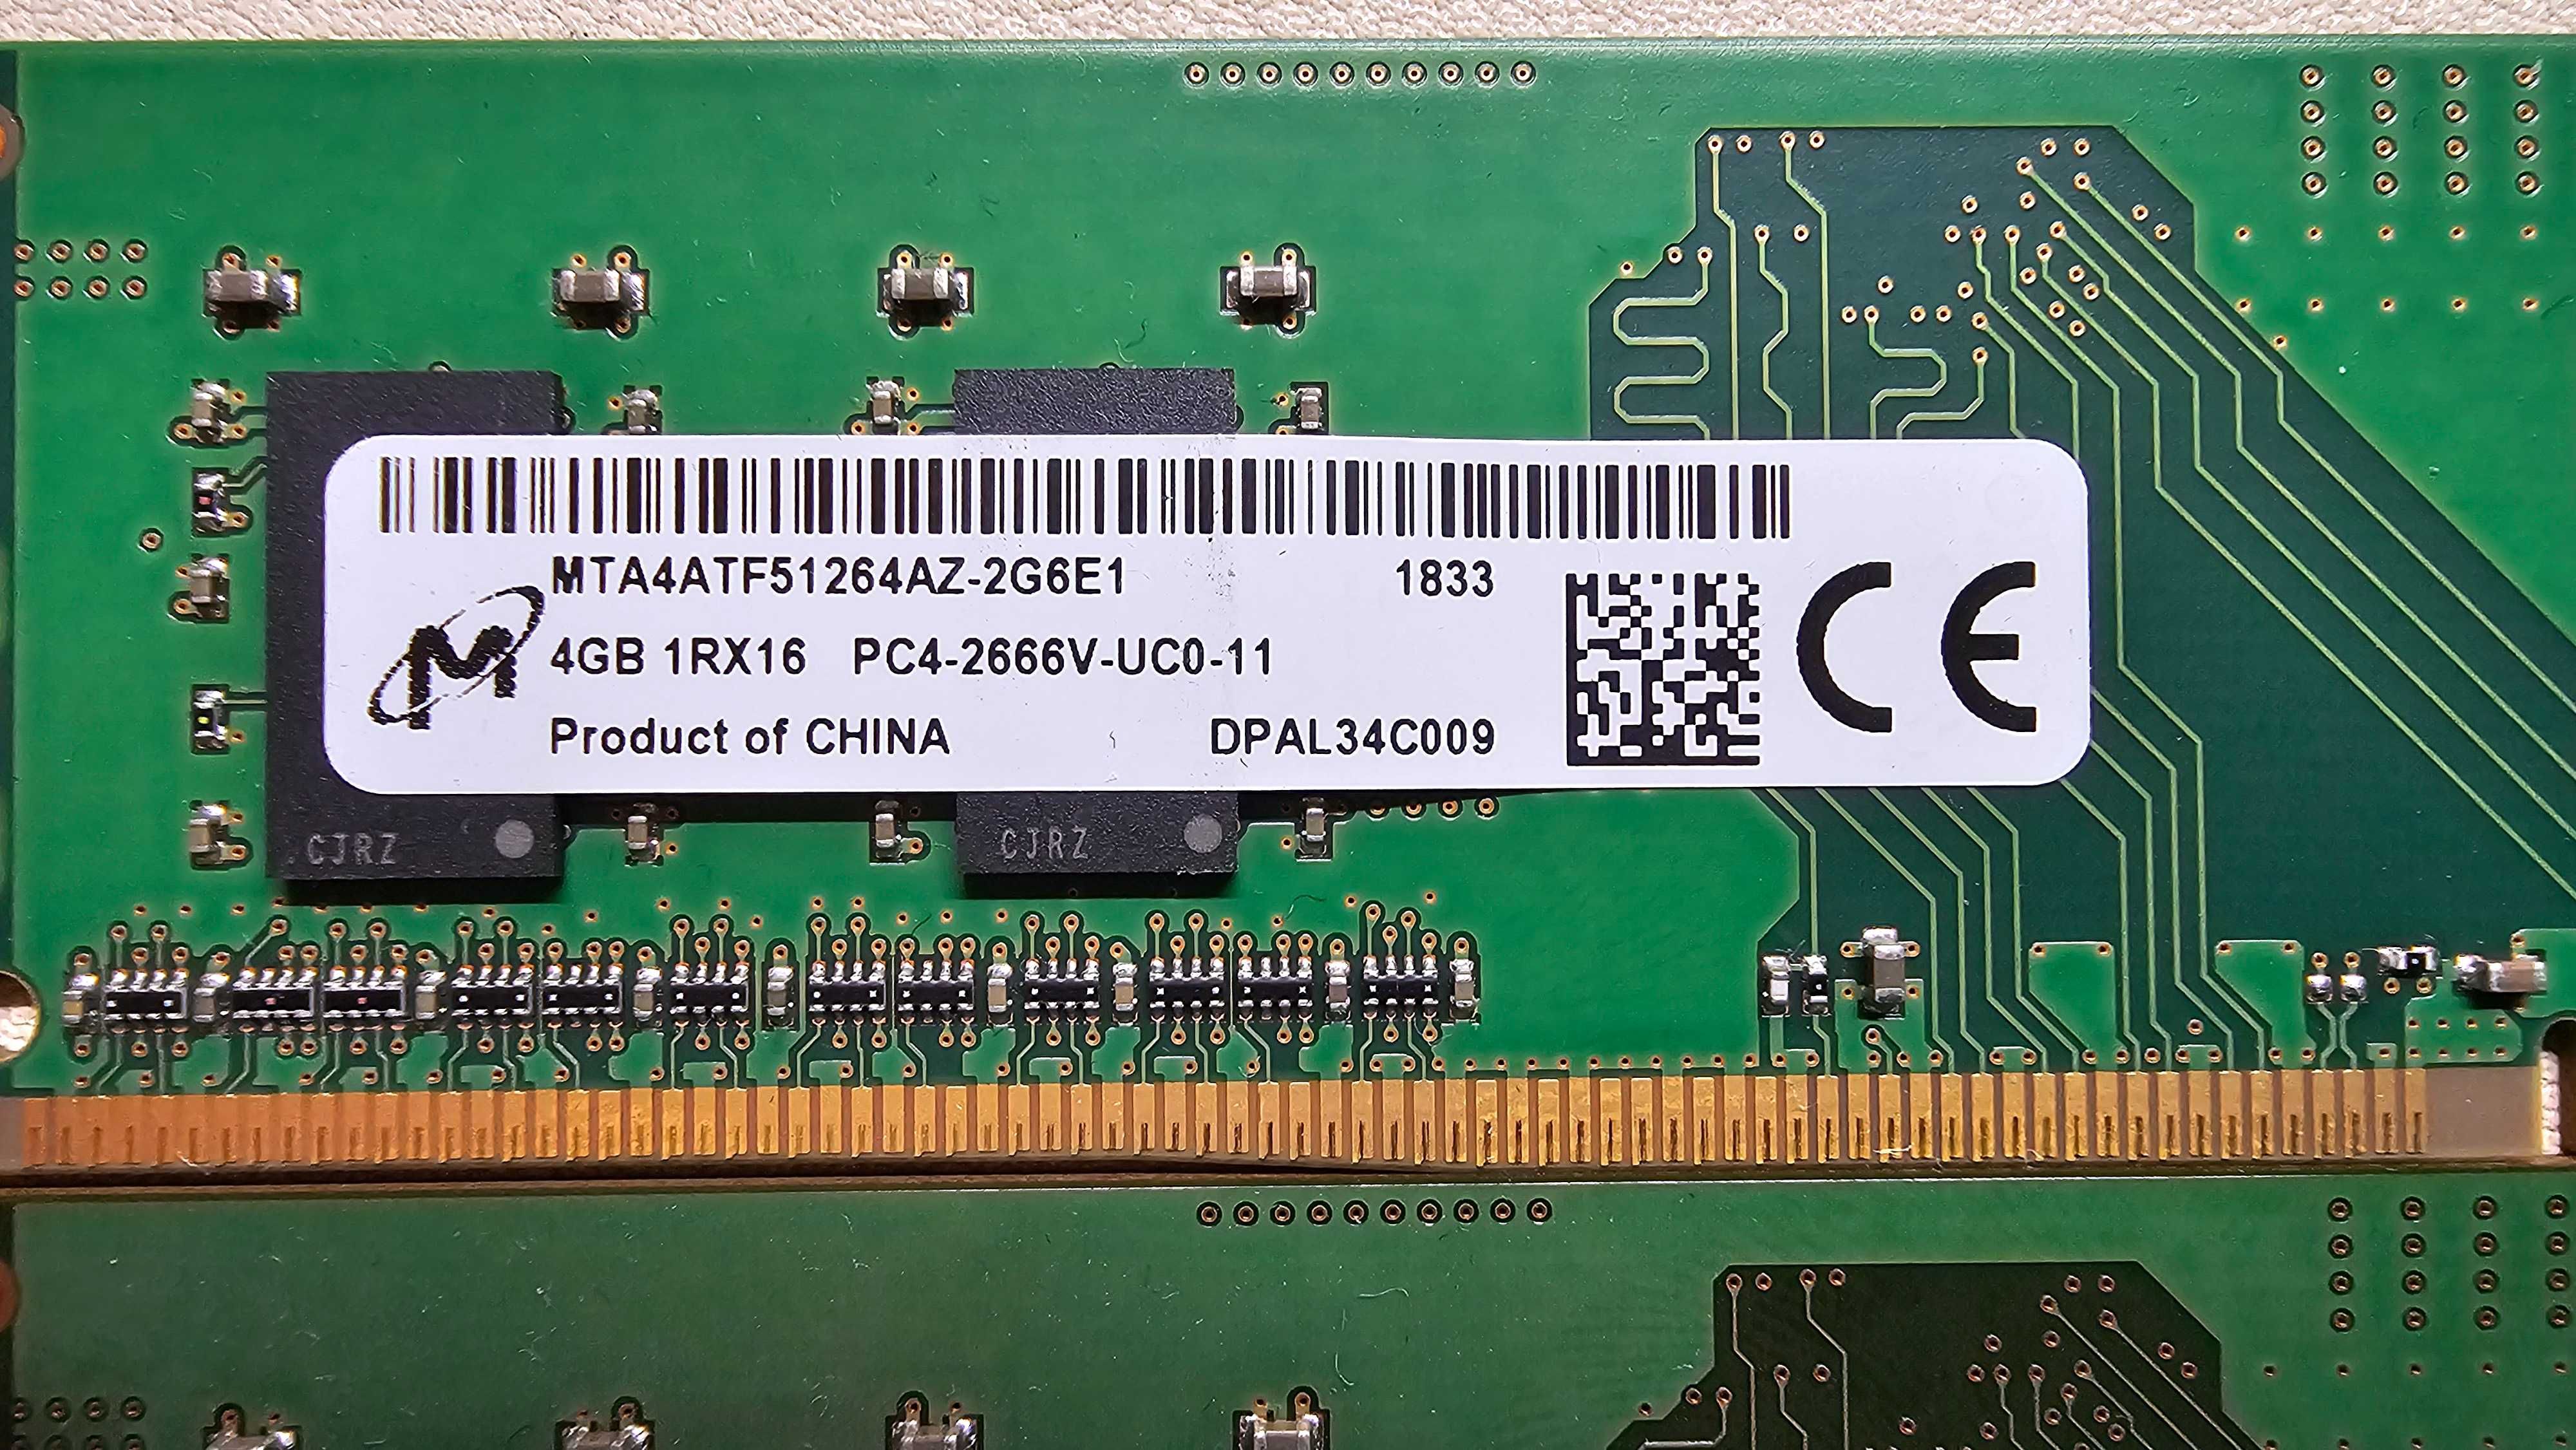 MTA4ATF51264AZ-2G6E1 1833
4GB 1RX16 PC4-2666V-UC0-11
Product of CHINA DPAL34C009
CE
CJRZ CJRZ